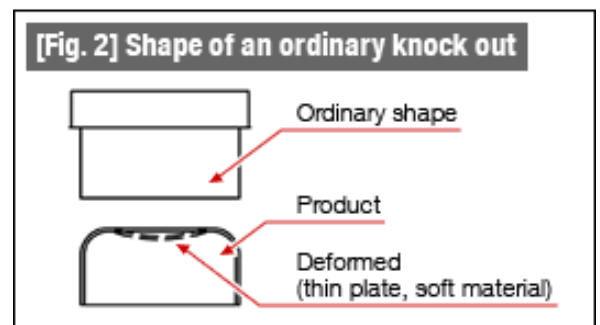 [Fig. 2] Shape of an ordinary knock out
Ordinary shape
Product
Deformed
(thin plate, soft material)